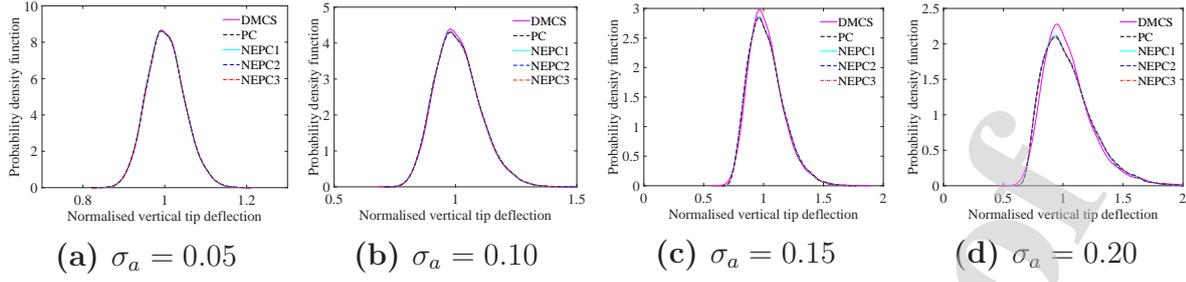 10
8
6
4
2
0
0.8
1
1.2
Probability density function
Normalised vertical tip deflection
DMCS
PC
NEPC1
NEPC2
NEPC3
(a) σₐ = 0.05
5
4
3
2
1
0
0.5
1
1.5
Probability density function
Normalised vertical tip deflection
DMCS
PC
NEPC1
NEPC2
NEPC3
(b) σₐ = 0.10
3
2.5
2
1.5
1
0.5
0
0
0.5
1
1.5
2
Probability density function
Normalised vertical tip deflection
DMCS
PC
NEPC1
NEPC2
NEPC3
(c) σₐ = 0.15
2.5
2
1.5
1
0.5
0
0
0.5
1
1.5
2
Probability density function
Normalised vertical tip deflection
DMCS
PC
NEPC1
NEPC2
NEPC3
(d) σₐ = 0.20